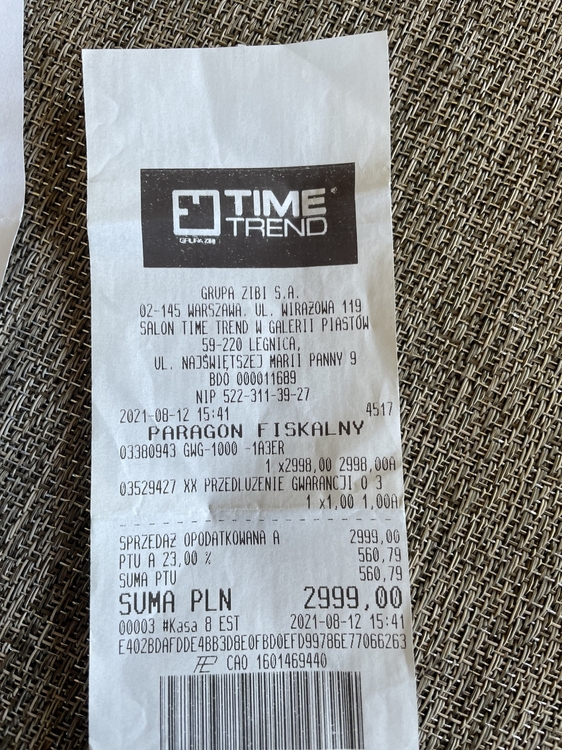 TIME
TREND
GRUPA ZIBI
GRUPA ZIBI S.A.
02-145 WARSZAWA. UL. WIRAŻOWA 119
SALON TIME TREND W GALERII PIASTÓW
59-220 LEGNICA,
UL. NAJŚWIĘTSZEJ MARII PANNY 9
BDO 000011689
NIP 522-311-39-27
2021-08-12 15:41 4517
PARAGON FISKALNY
03380943 GWG-1000 -1A3ER
1 x2998,00 2998,00A
03529427 XX PRZEDŁUŻENIE GWARANCJI O 3
1 x1,00 1,00A
SPRZEDAŻ OPODATKOWANA A 2999,00
PTU A 23,00 % 560,79
SUMA PTU 560,79
SUMA PLN 2999,00
00003 #Kasa 8 EST 2021-08-12 15:41
E402BDAFDDE4BB3D8E0FBD0EFD99786E77066263
CAO 1601469440